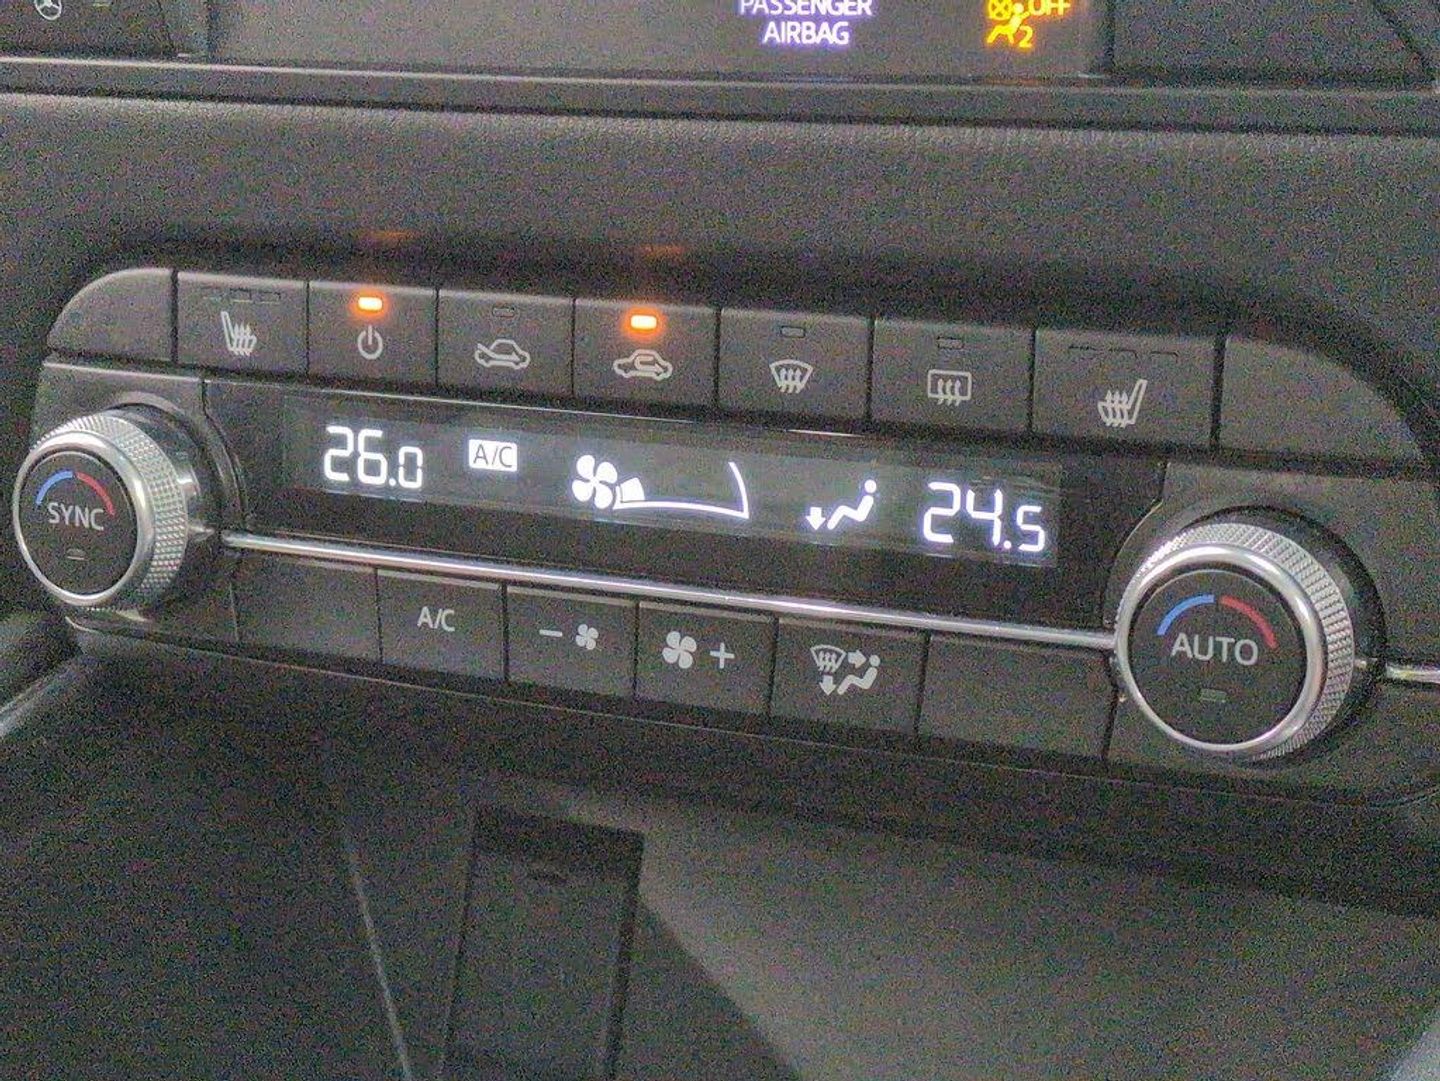 PASSENGER
AIRBAG
OFF
2
26.0
A/C
24.5
SYNC
A/C
− +
AUTO